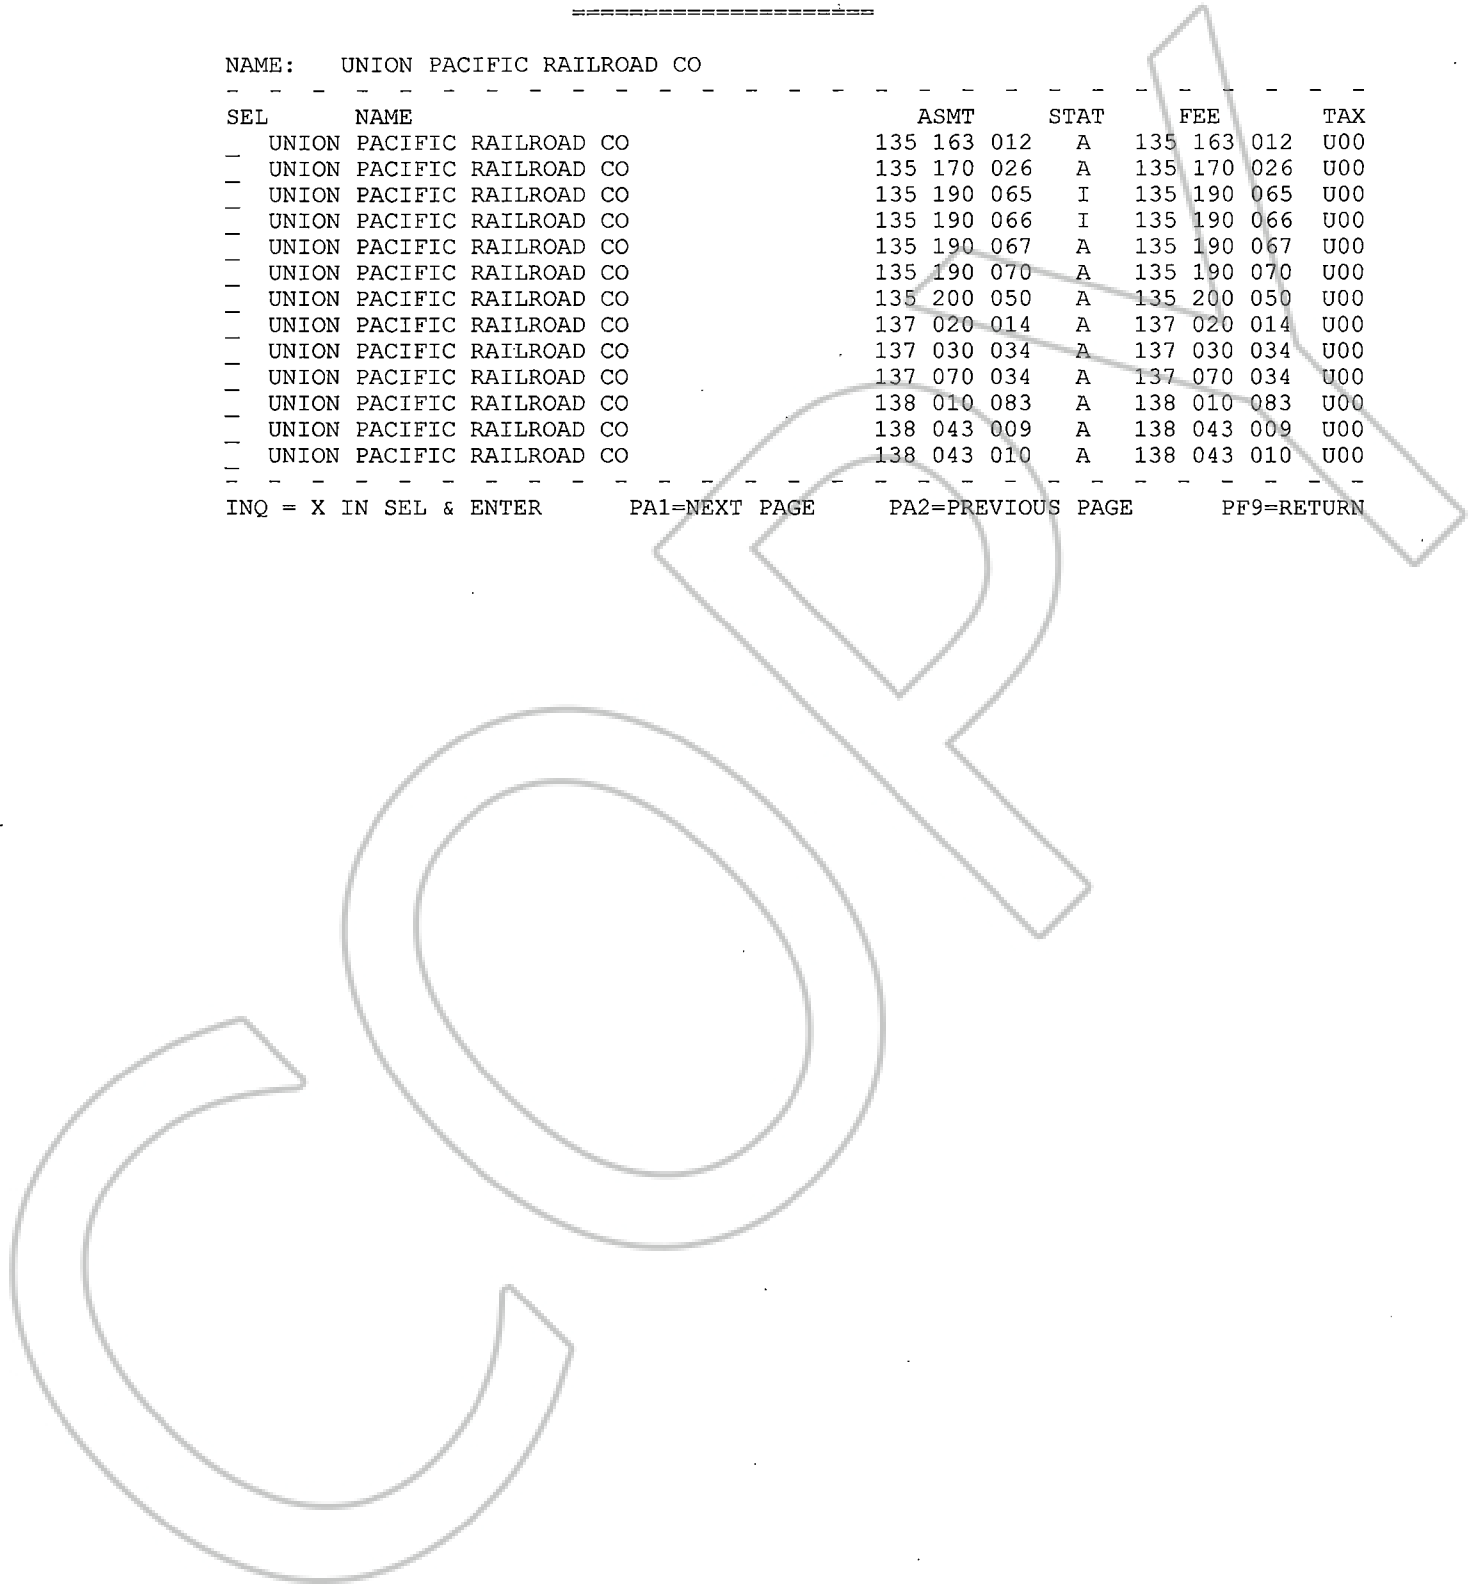 =====================
NAME:   UNION PACIFIC RAILROAD CO
- - - - - - - - - - - - - - - - - - - - - - - - - - -
SEL      NAME                                   ASMT     STAT     FEE       TAX
_  UNION PACIFIC RAILROAD CO                 135 163 012   A   135 163 012  U00
_  UNION PACIFIC RAILROAD CO                 135 170 026   A   135 170 026  U00
_  UNION PACIFIC RAILROAD CO                 135 190 065   I   135 190 065  U00
_  UNION PACIFIC RAILROAD CO                 135 190 066   I   135 190 066  U00
_  UNION PACIFIC RAILROAD CO                 135 190 067   A   135 190 067  U00
_  UNION PACIFIC RAILROAD CO                 135 190 070   A   135 190 070  U00
_  UNION PACIFIC RAILROAD CO                 135 200 050   A   135 200 050  U00
_  UNION PACIFIC RAILROAD CO                 137 020 014   A   137 020 014  U00
_  UNION PACIFIC RAILROAD CO                 137 030 034   A   137 030 034  U00
_  UNION PACIFIC RAILROAD CO                 137 070 034   A   137 070 034  U00
_  UNION PACIFIC RAILROAD CO                 138 010 083   A   138 010 083  U00
_  UNION PACIFIC RAILROAD CO                 138 043 009   A   138 043 009  U00
_  UNION PACIFIC RAILROAD CO                 138 043 010   A   138 043 010  U00
- - - - - - - - - - - - - - - - - - - - - - - - - - -
INQ = X IN SEL & ENTER      PA1=NEXT PAGE     PA2=PREVIOUS PAGE      PF9=RETURN
COPY